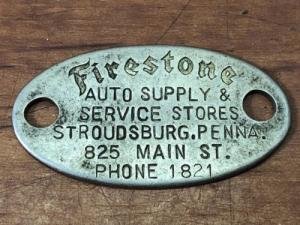 Firestone
AUTO SUPPLY &
SERVICE STORES
STROUDSBURG, PENNA.
825 MAIN ST.
PHONE 1821